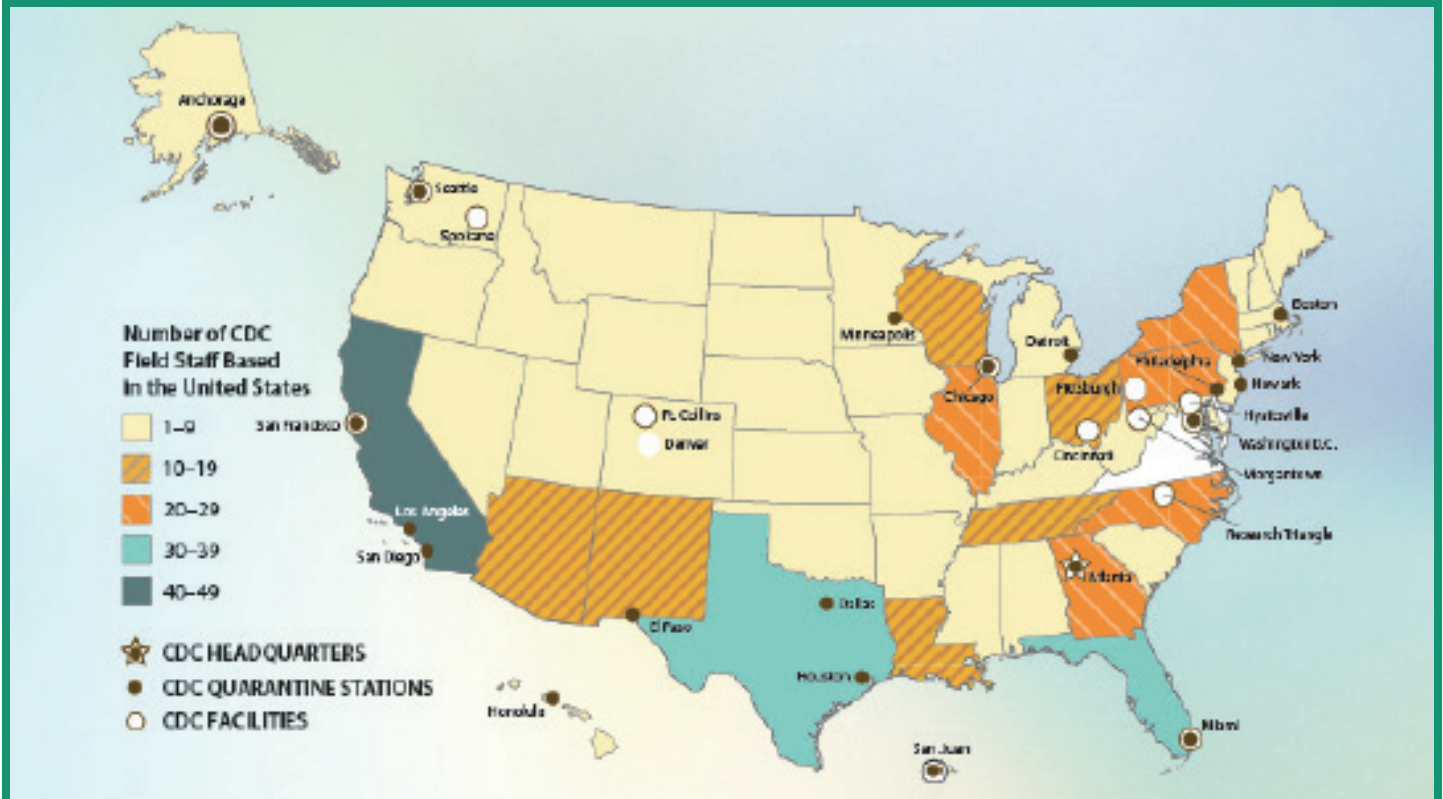 Anchorage
Seattle
Spokane
Minneapolis
Detroit
Boston
New York
Newark
Philadelphia
Pittsburgh
Chicago
Hyattsville
Washington D.C.
Morgantown
Cincinnati
Research Triangle
Atlanta
Number of CDC
Field Staff Based
in the United States
1–9
10–19
20–29
30–39
40–49
CDC HEADQUARTERS
CDC QUARANTINE STATIONS
CDC FACILITIES
San Francisco
Ft. Collins
Denver
Los Angeles
San Diego
El Paso
Dallas
Houston
Honolulu
San Juan
Miami